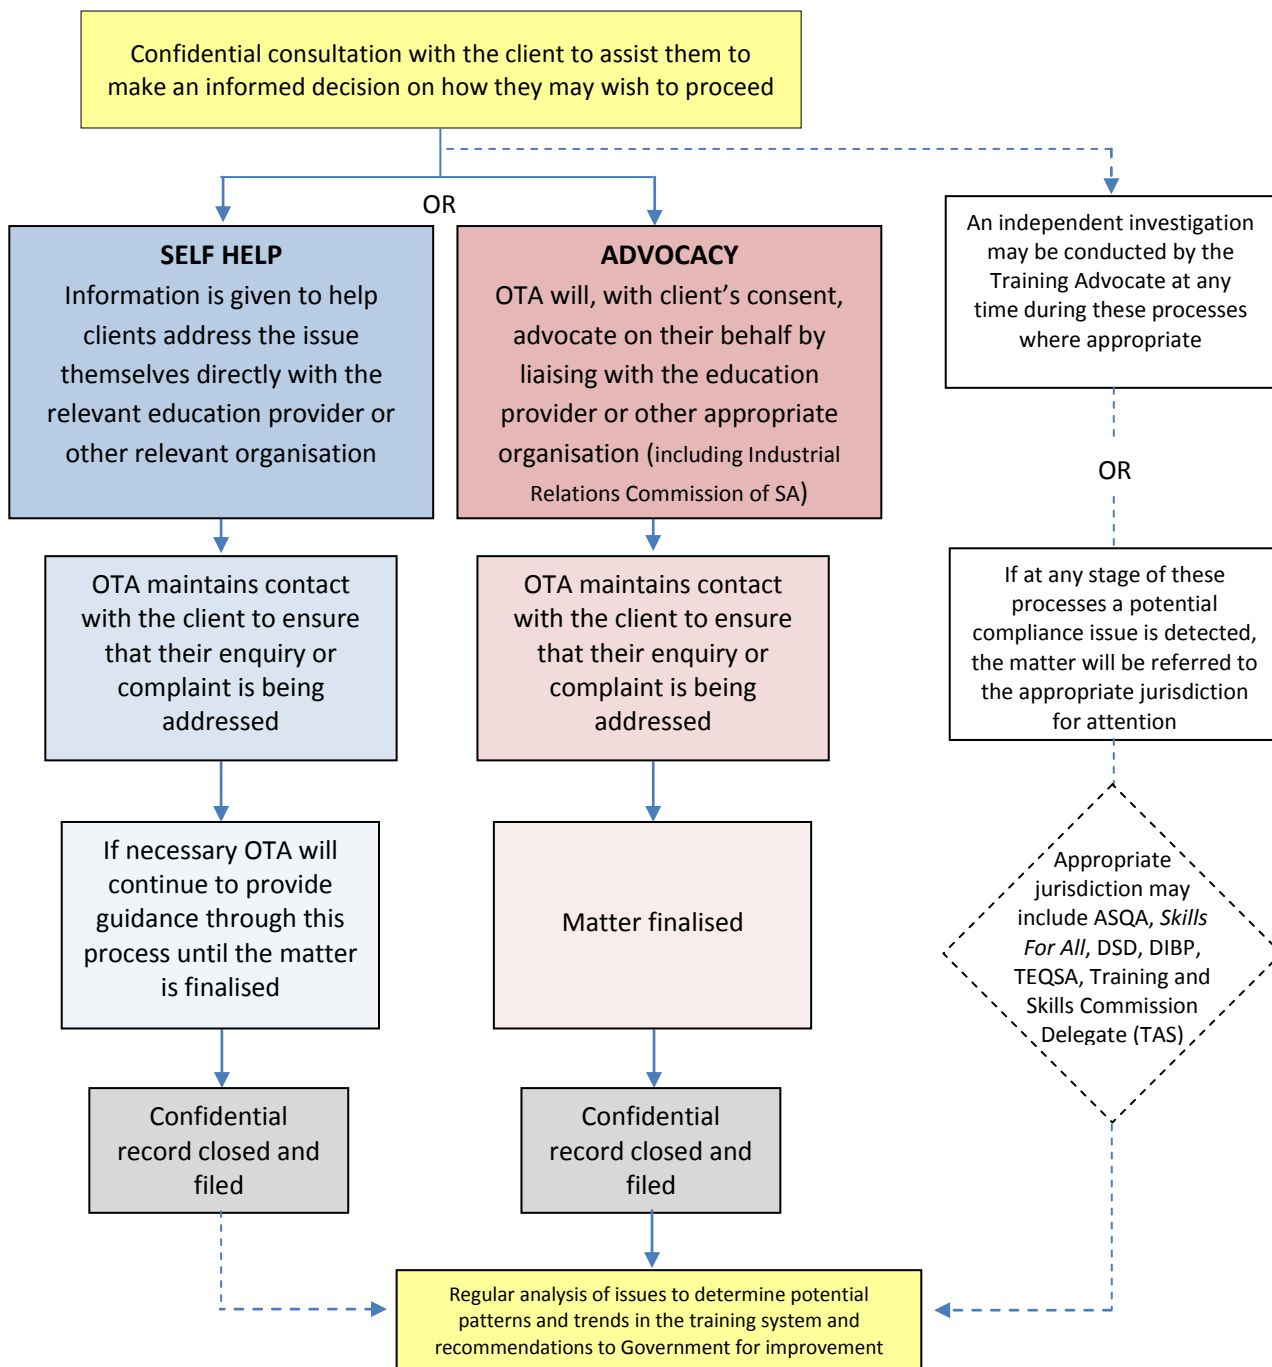 Confidential consultation with the client to assist them to
make an informed decision on how they may wish to proceed
OR
SELF HELP
Information is given to help
clients address the issue
themselves directly with the
relevant education provider or
other relevant organisation
ADVOCACY
OTA will, with client’s consent,
advocate on their behalf by
liaising with the education
provider or other appropriate
organisation (including Industrial
Relations Commission of SA)
An independent investigation
may be conducted by the
Training Advocate at any
time during these processes
where appropriate
OR
OTA maintains contact
with the client to ensure
that their enquiry or
complaint is being
addressed
OTA maintains contact
with the client to ensure
that their enquiry or
complaint is being
addressed
If at any stage of these
processes a potential
compliance issue is detected,
the matter will be referred to
the appropriate jurisdiction
for attention
If necessary OTA will
continue to provide
guidance through this
process until the matter
is finalised
Matter finalised
Appropriate
jurisdiction may
include ASQA, Skills
For All, DSD, DIBP,
TEQSA, Training and
Skills Commission
Delegate (TAS)
Confidential
record closed and
filed
Confidential
record closed and
filed
Regular analysis of issues to determine potential
patterns and trends in the training system and
recommendations to Government for improvement